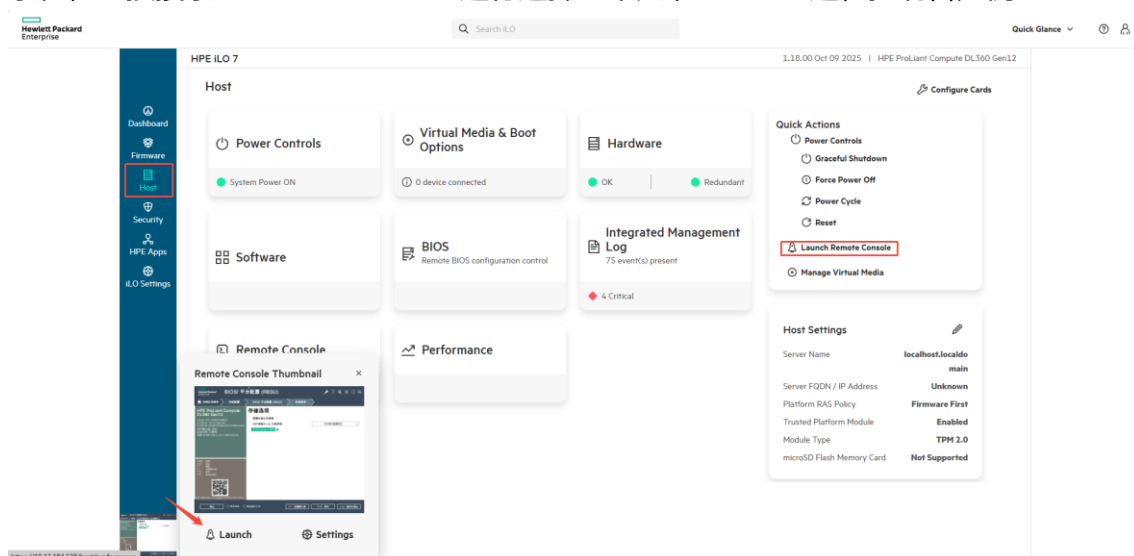 Hewlett Packard
Enterprise
Search iLO
Quick Glance
HPE iLO 7
1.18.00 Oct 09 2025 | HPE ProLiant Compute DL360 Gen12
Host
Configure Cards
Dashboard
Firmware
Host
Security
HPE Apps
iLO Settings
Power Controls
System Power ON
Virtual Media & Boot
Options
0 device connected
Hardware
OK
Redundant
Software
BIOS
Remote BIOS configuration control
Integrated Management
Log
75 event(s) present
4 Critical
Remote Console
Performance
Quick Actions
Power Controls
Graceful Shutdown
Force Power Off
Power Cycle
Reset
Launch Remote Console
Manage Virtual Media
Host Settings
Server Name
localhost.localdo
main
Server FQDN / IP Address
Unknown
Platform RAS Policy
Firmware First
Trusted Platform Module
Enabled
Module Type
TPM 2.0
microSD Flash Memory Card
Not Supported
Remote Console Thumbnail
Launch
Settings